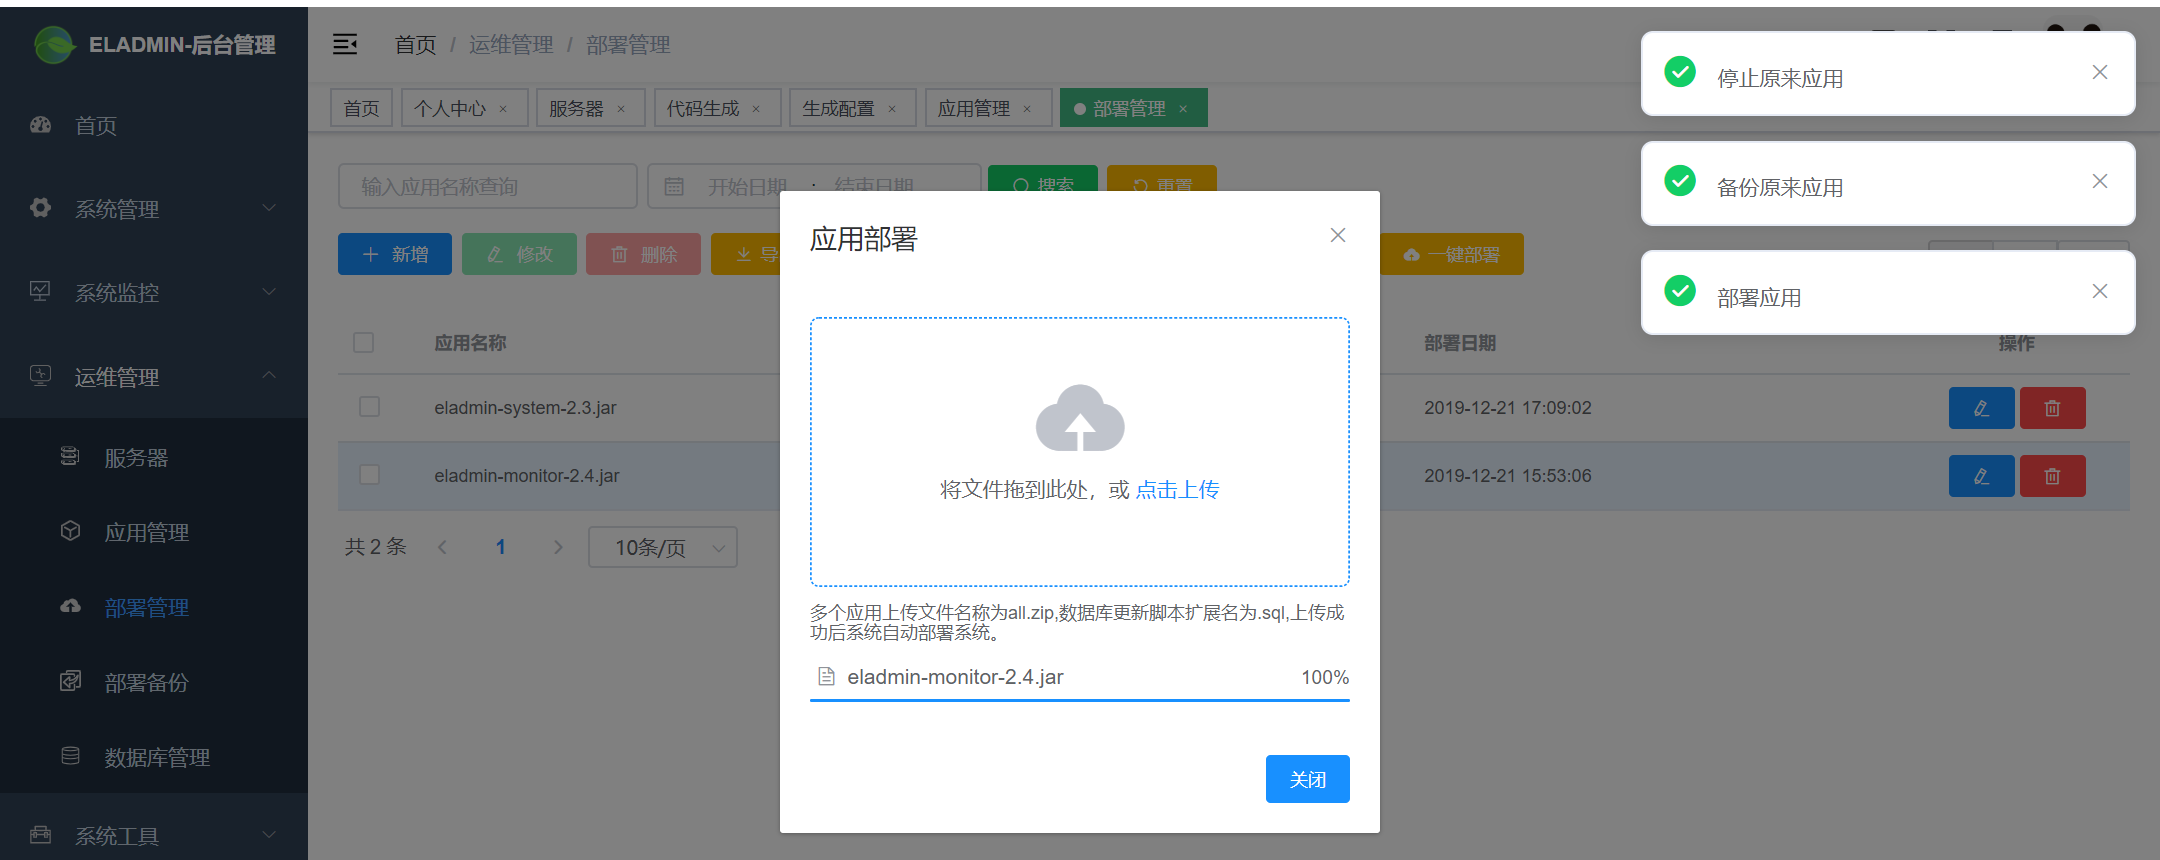 ELADMIN-后台管理
首页
系统管理
系统监控
运维管理
服务器
应用管理
部署管理
部署备份
数据库管理
系统工具
首页 / 运维管理 / 部署管理
首页
个人中心 ×
服务器 ×
代码生成 ×
生成配置 ×
应用管理 ×
部署管理 ×
输入应用名称查询
开始日期 : 结束日期
搜索
重置
新增
修改
删除
导
一键部署
应用名称
部署日期
操作
eladmin-system-2.3.jar
2019-12-21 17:09:02
eladmin-monitor-2.4.jar
2019-12-21 15:53:06
共 2 条
1
10条/页
应用部署
将文件拖到此处，或 点击上传
多个应用上传文件名称为all.zip,数据库更新脚本扩展名为.sql,上传成
功后系统自动部署系统。
eladmin-monitor-2.4.jar
100%
关闭
停止原来应用
备份原来应用
部署应用